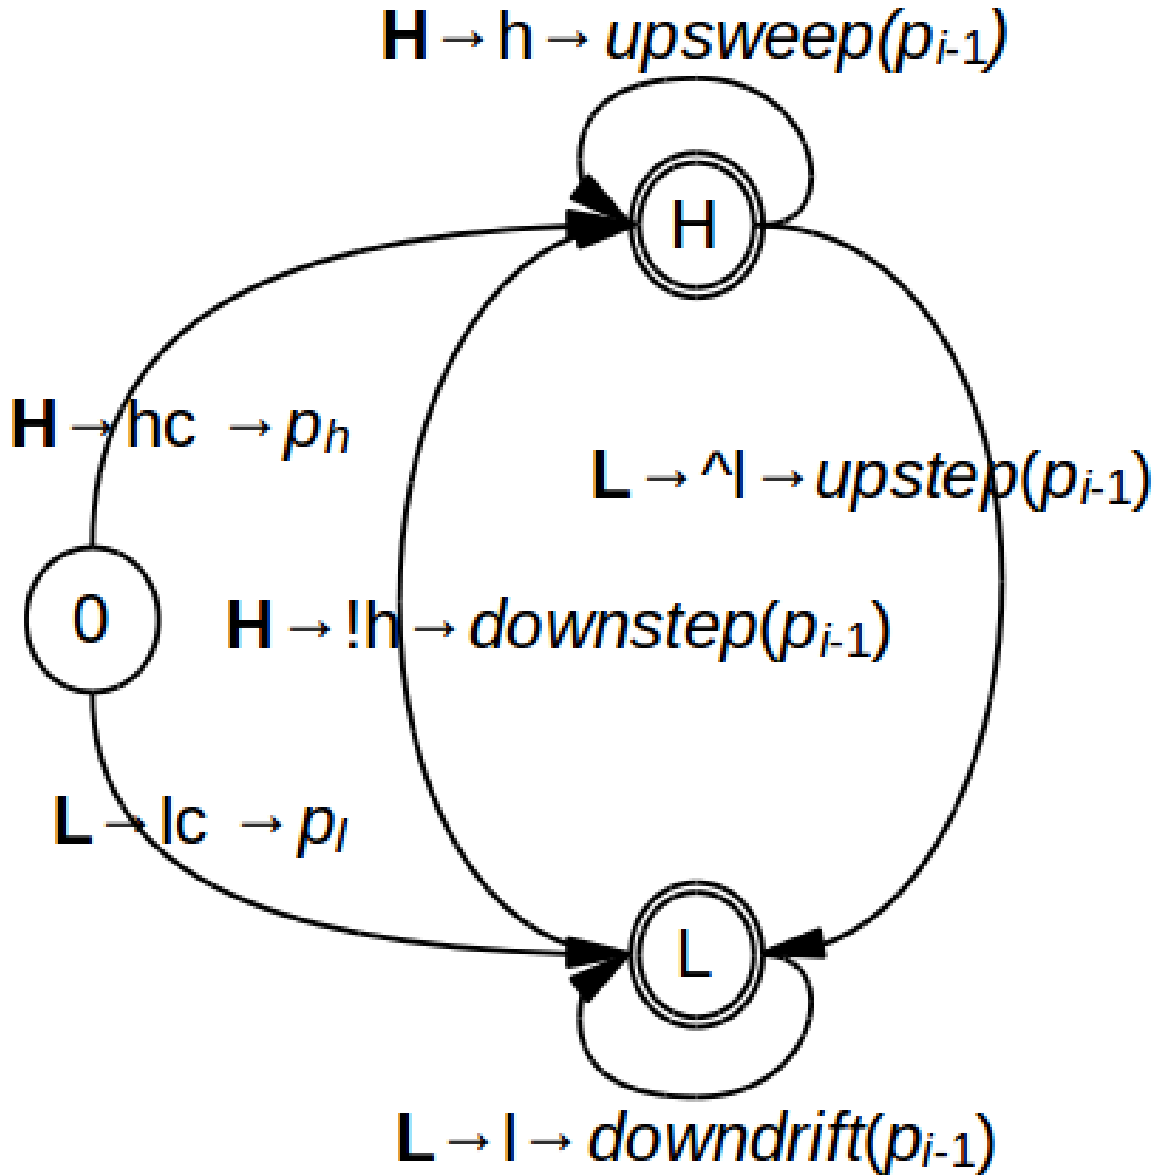 H→h→upsweep(pi-1)
H
H→hc →ph
L→^l→upstep(pi-1)
0
H→!h→downstep(pi-1)
L→lc →pl
L
L→l→downdrift(pi-1)